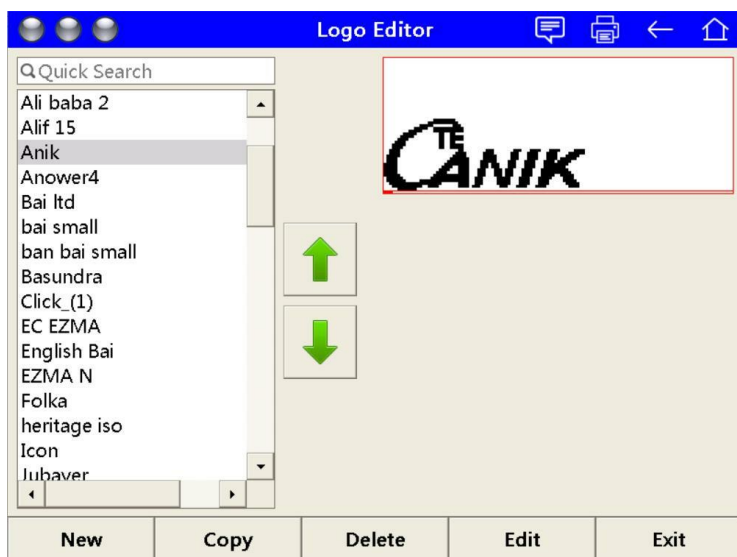 Logo Editor
Quick Search
Ali baba 2
Alif 15
Anik
Anower4
Bai ltd
bai small
ban bai small
Basundra
Click_(1)
EC EZMA
English Bai
EZMA N
Folka
heritage iso
Icon
Jubayer
TE
CANIK
New
Copy
Delete
Edit
Exit